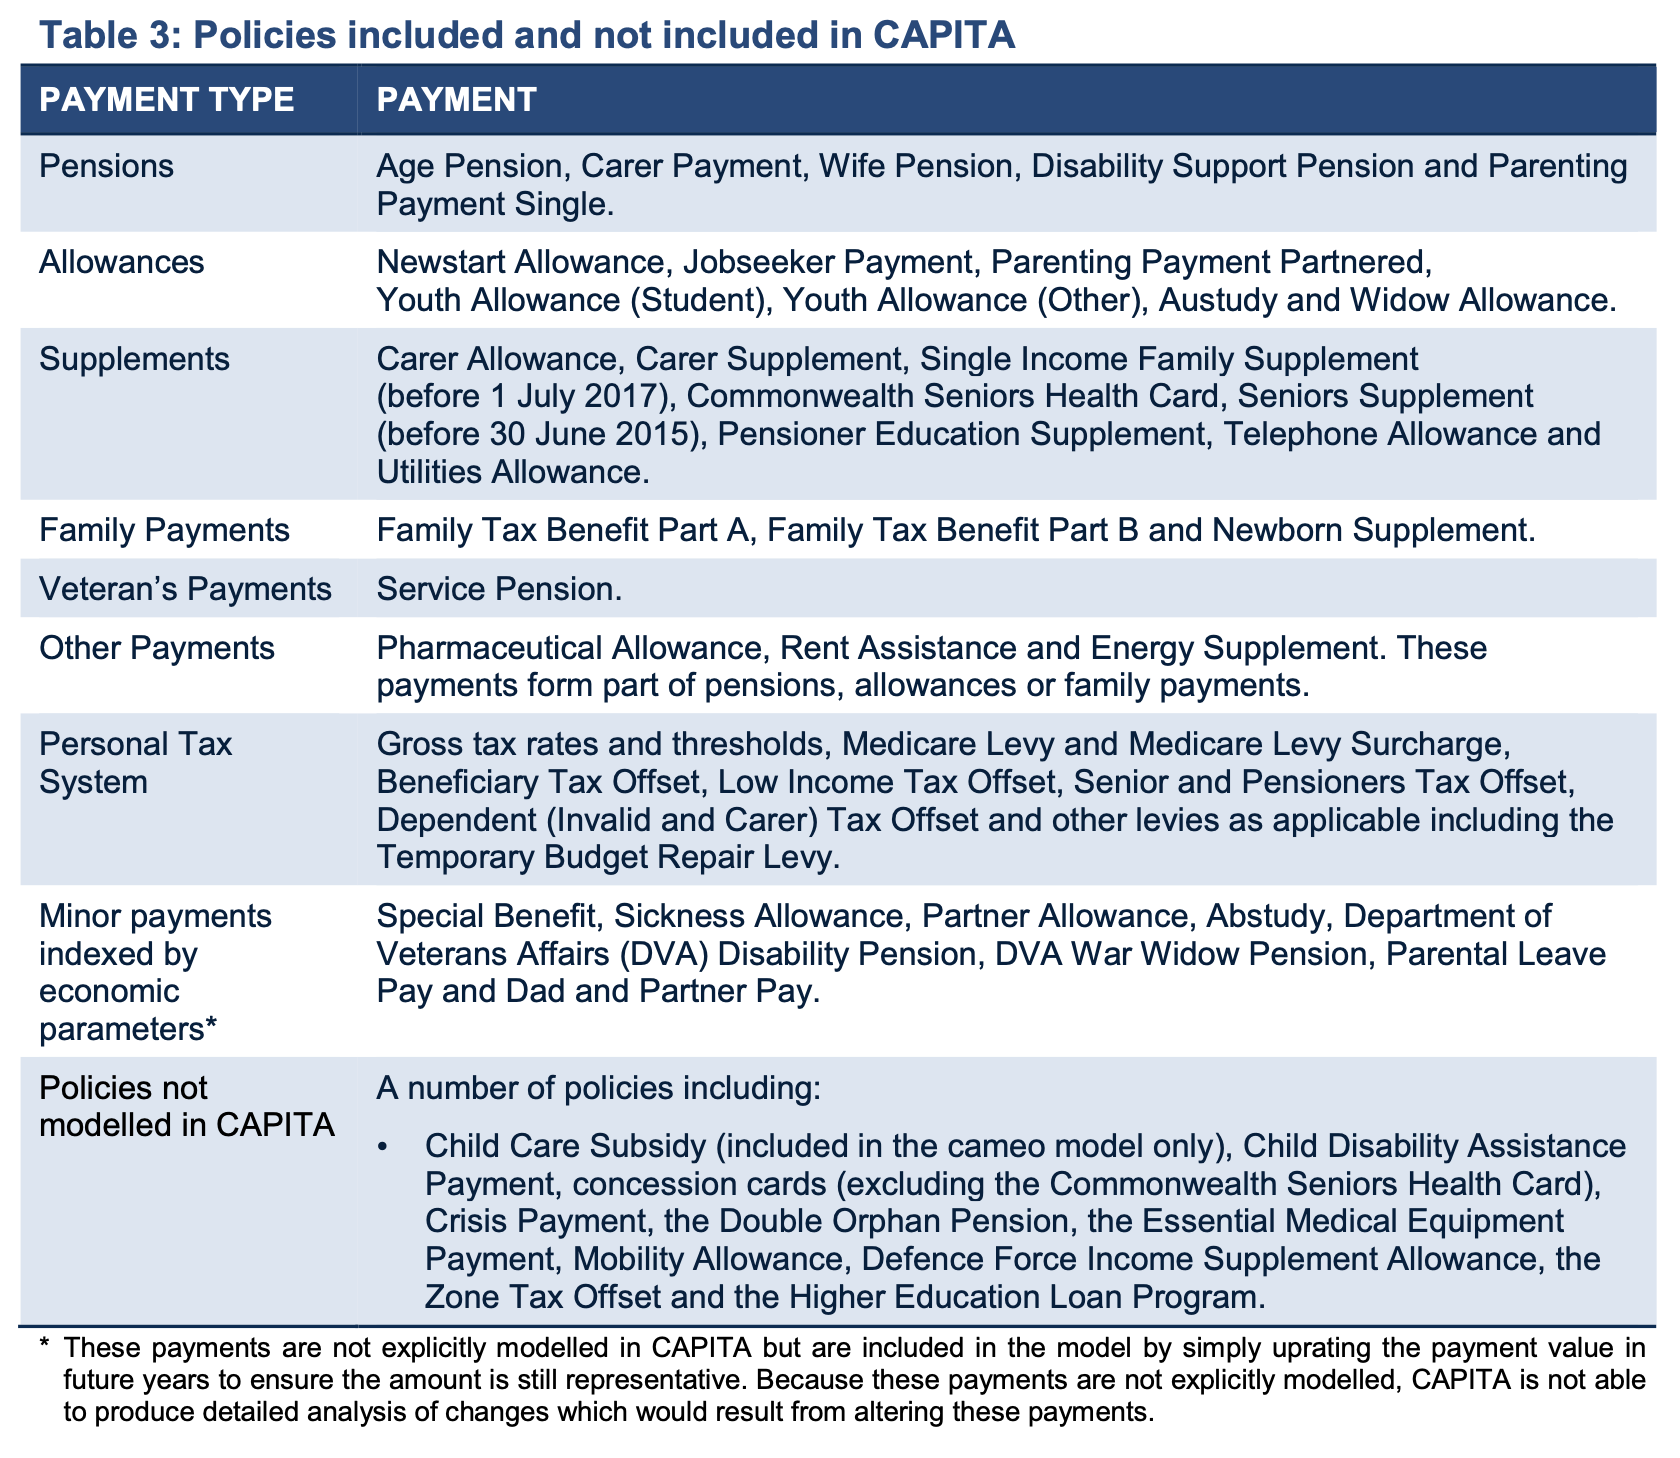 Table 3: Policies included and not included in CAPITA
PAYMENT TYPE PAYMENT
Pensions Age Pension, Carer Payment, Wife Pension, Disability Support Pension and Parenting
Payment Single.
Allowances Newstart Allowance, Jobseeker Payment, Parenting Payment Partnered,
Youth Allowance (Student), Youth Allowance (Other), Austudy and Widow Allowance.
Supplements Carer Allowance, Carer Supplement, Single Income Family Supplement
(before 1 July 2017), Commonwealth Seniors Health Card, Seniors Supplement
(before 30 June 2015), Pensioner Education Supplement, Telephone Allowance and
Utilities Allowance.
Family Payments Family Tax Benefit Part A, Family Tax Benefit Part B and Newborn Supplement.
Veteran’s Payments Service Pension.
Other Payments Pharmaceutical Allowance, Rent Assistance and Energy Supplement. These
payments form part of pensions, allowances or family payments.
Personal Tax Gross tax rates and thresholds, Medicare Levy and Medicare Levy Surcharge,
System Beneficiary Tax Offset, Low Income Tax Offset, Senior and Pensioners Tax Offset,
Dependent (Invalid and Carer) Tax Offset and other levies as applicable including the
Temporary Budget Repair Levy.
Minor payments Special Benefit, Sickness Allowance, Partner Allowance, Abstudy, Department of
indexed by Veterans Affairs (DVA) Disability Pension, DVA War Widow Pension, Parental Leave
economic Pay and Dad and Partner Pay.
parameters*
Policies not A number of policies including:
modelled in CAPITA
• Child Care Subsidy (included in the cameo model only), Child Disability Assistance
Payment, concession cards (excluding the Commonwealth Seniors Health Card),
Crisis Payment, the Double Orphan Pension, the Essential Medical Equipment
Payment, Mobility Allowance, Defence Force Income Supplement Allowance, the
Zone Tax Offset and the Higher Education Loan Program.
* These payments are not explicitly modelled in CAPITA but are included in the model by simply uprating the payment value in
future years to ensure the amount is still representative. Because these payments are not explicitly modelled, CAPITA is not able
to produce detailed analysis of changes which would result from altering these payments.